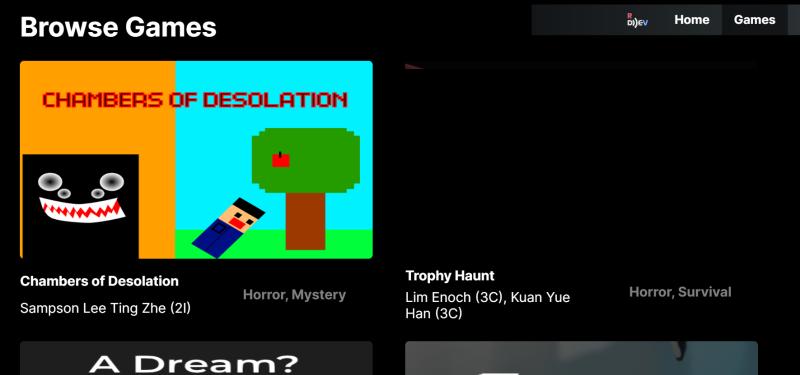 Browse Games
Home
Games
CHAMBERS OF DESOLATION
Chambers of Desolation
Sampson Lee Ting Zhe (2I)
Horror, Mystery
Trophy Haunt
Lim Enoch (3C), Kuan Yue
Han (3C)
Horror, Survival
A Dream?